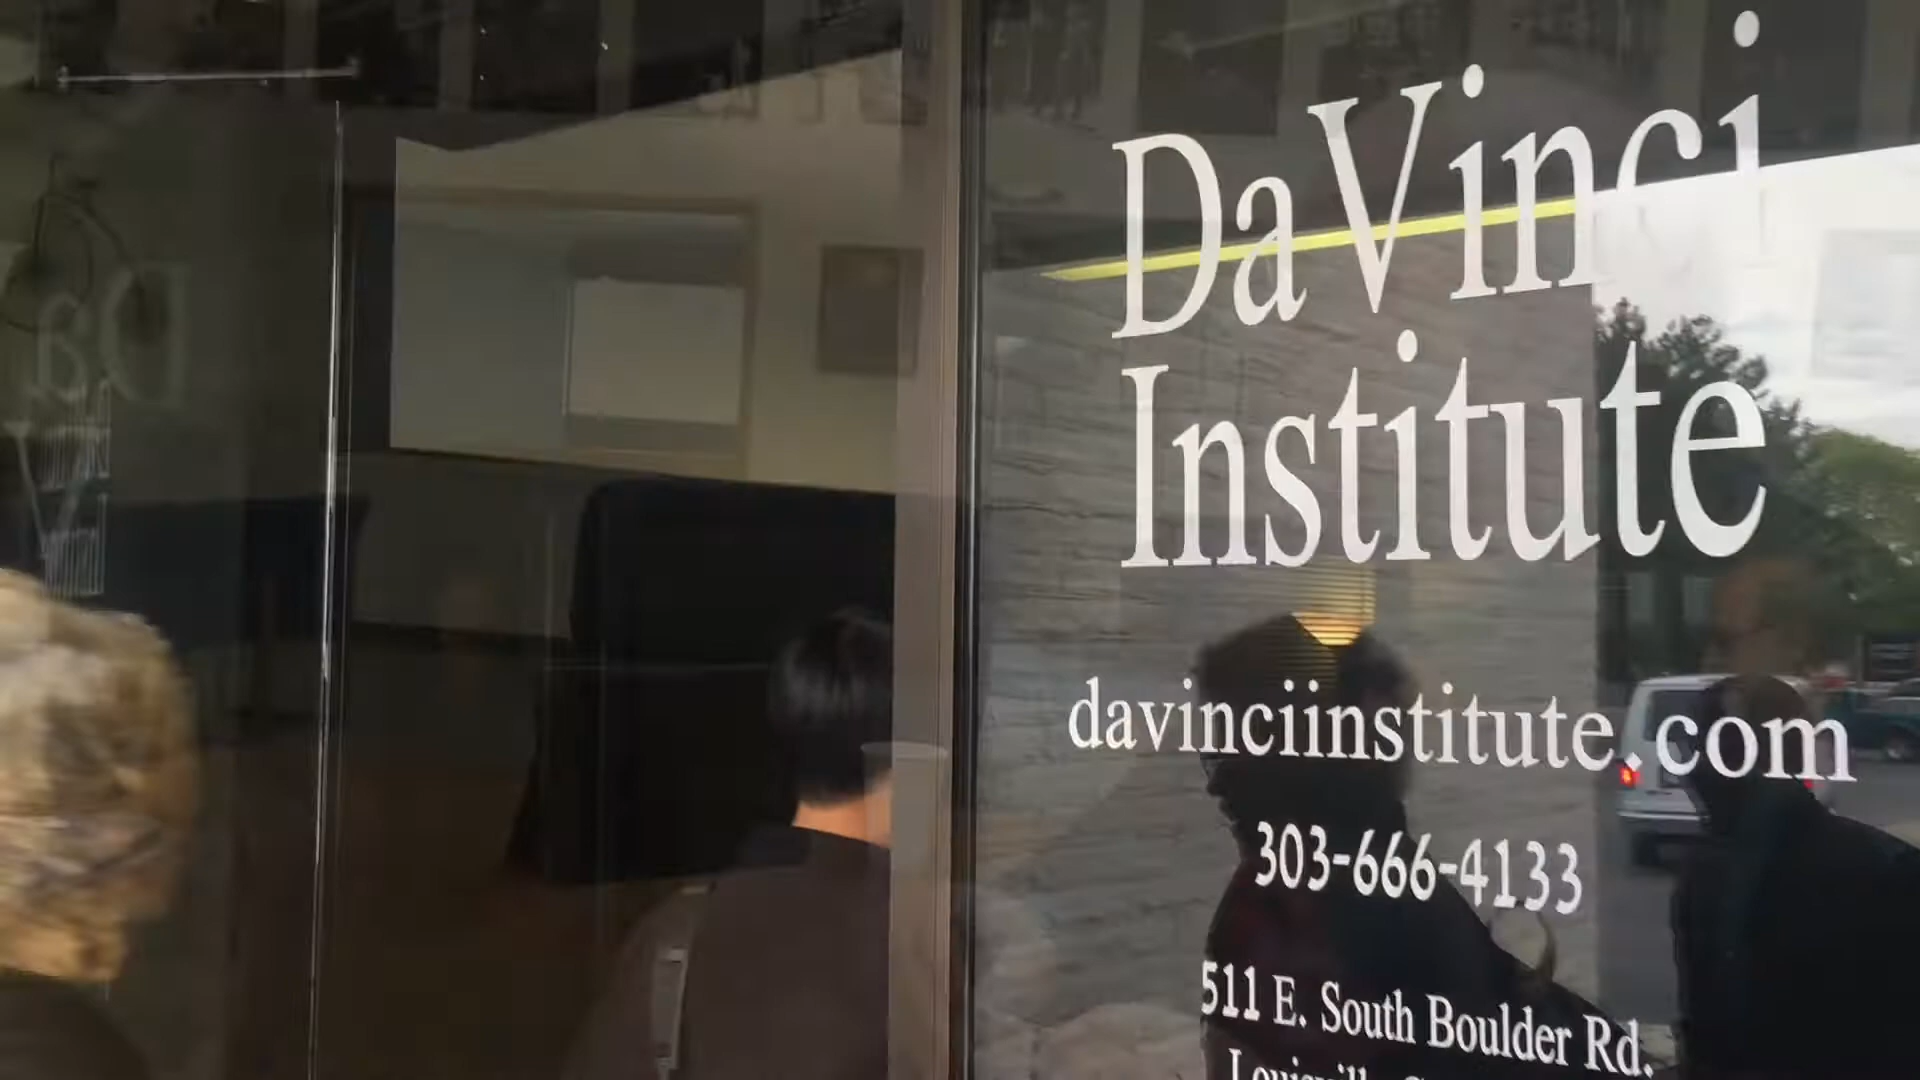 DaVinci
Institute
davinciinstitute.com
303-666-4133
511 E. South Boulder Rd.